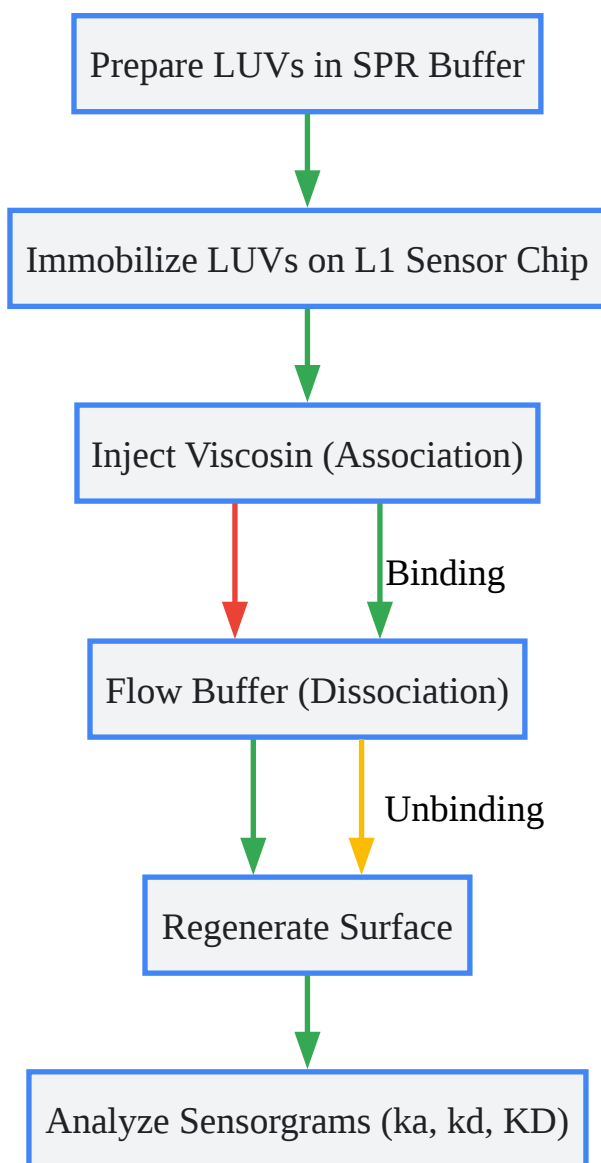 Prepare LUVs in SPR Buffer
Immobilize LUVs on L1 Sensor Chip
Inject Viscosin (Association)
Binding
Flow Buffer (Dissociation)
Unbinding
Regenerate Surface
Analyze Sensorgrams (ka, kd, KD)